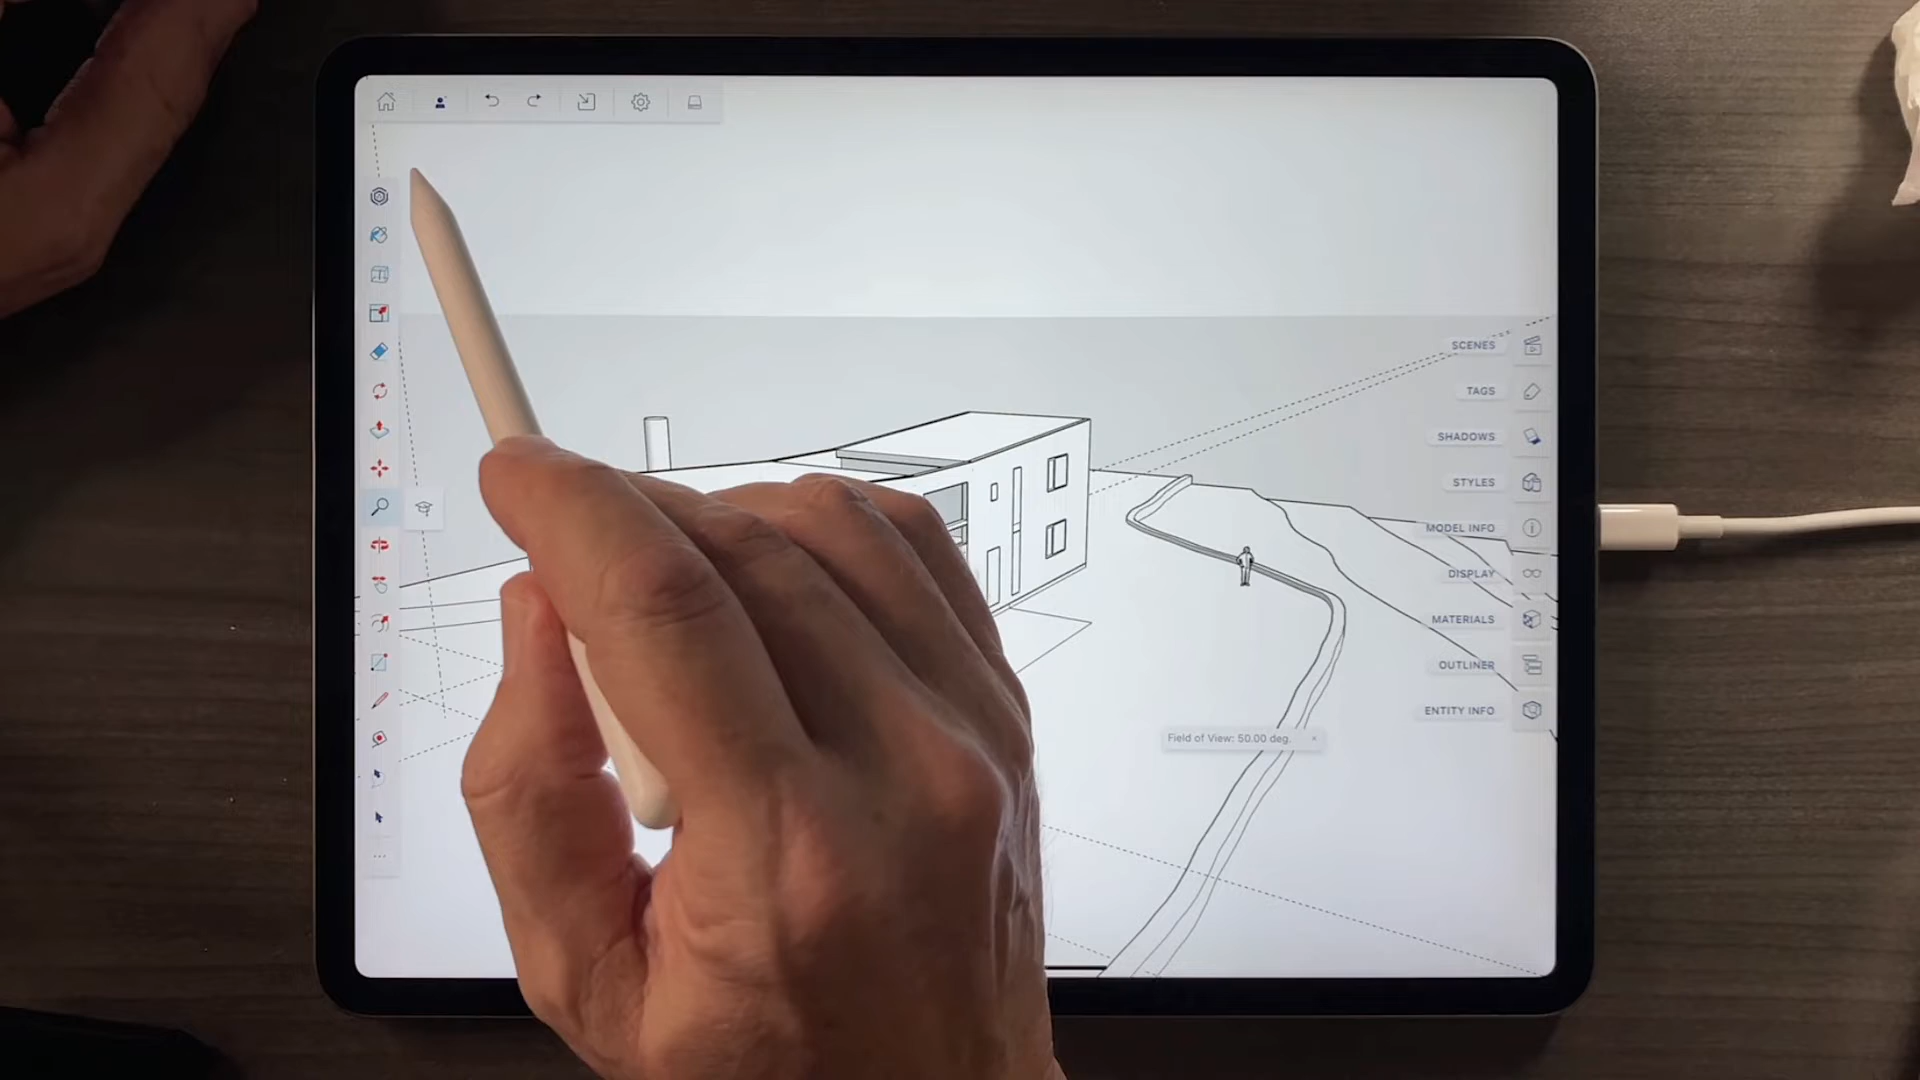 SCENES
TAGS
SHADOWS
STYLES
MODEL INFO
DISPLAY
MATERIALS
OUTLINER
ENTITY INFO
Field of View: 50.00 deg.